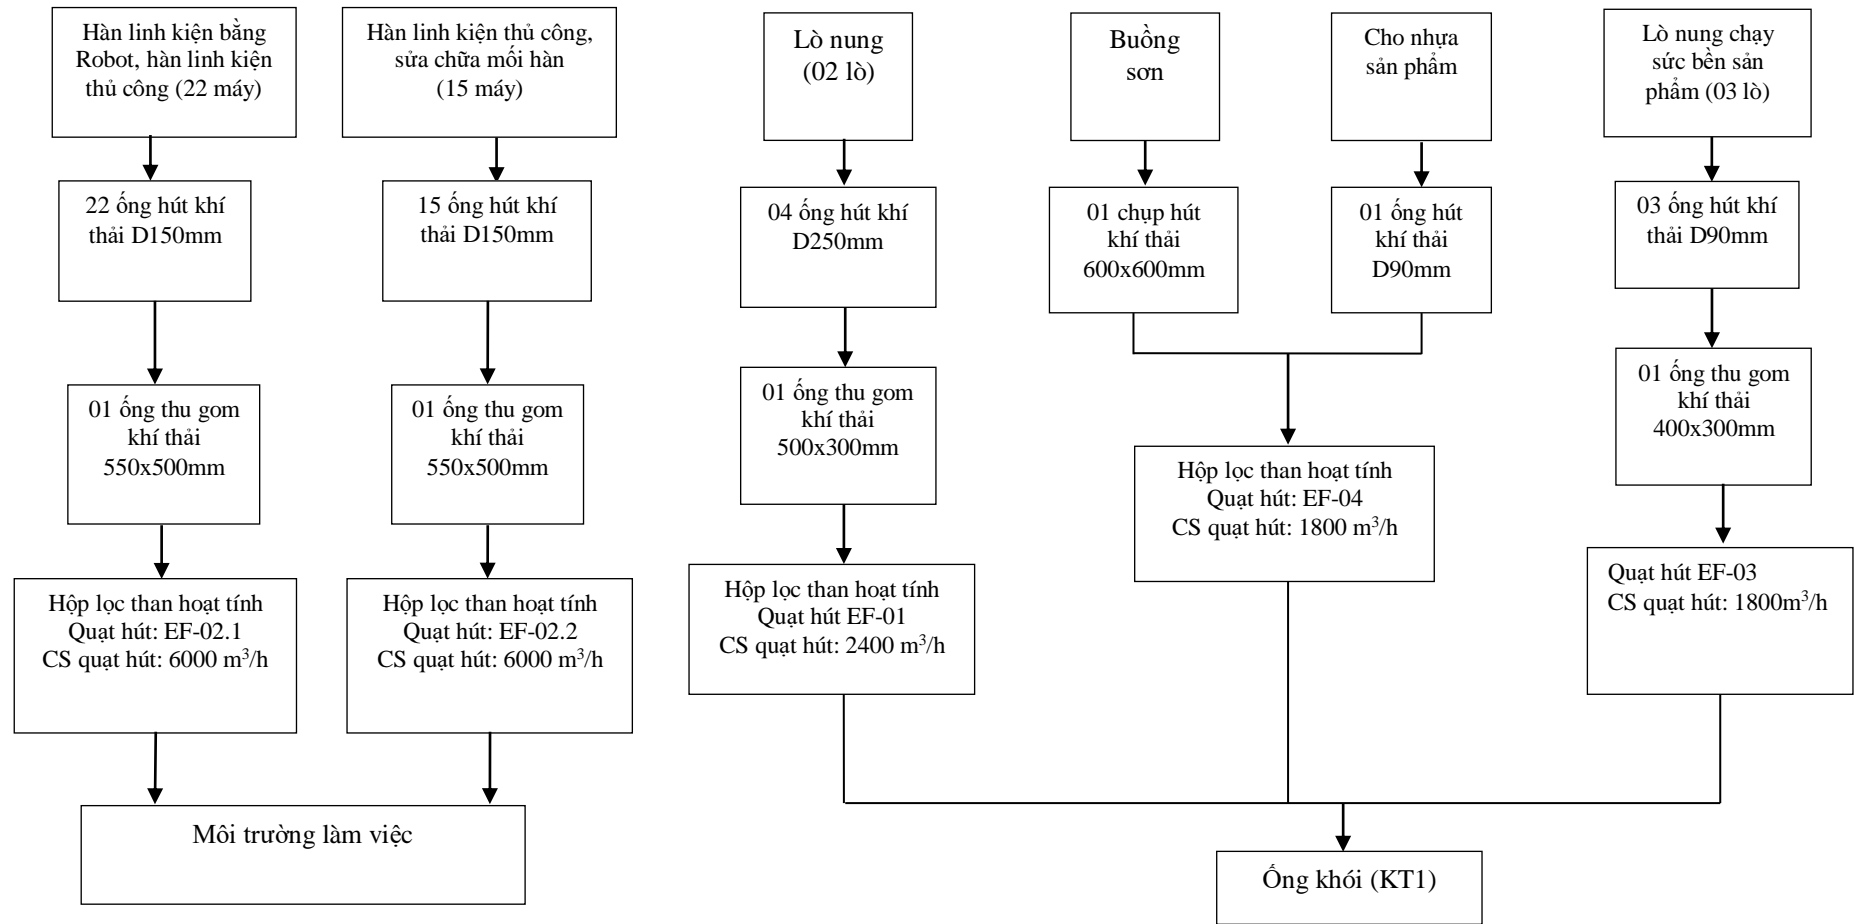 Hàn linh kiện bằng
Robot, hàn linh kiện
thủ công (22 máy)
Hàn linh kiện thủ công,
sửa chữa mối hàn
(15 máy)
Lò nung
(02 lò)
Buồng
sơn
Cho nhựa
sản phẩm
Lò nung chạy
sức bền sản
phẩm (03 lò)
22 ống hút khí
thải D150mm
15 ống hút khí
thải D150mm
04 ống hút khí
D250mm
01 chụp hút
khí thải
600x600mm
01 ống hút
khí thải
D90mm
03 ống hút khí
thải D90mm
01 ống thu gom
khí thải
550x500mm
01 ống thu gom
khí thải
550x500mm
01 ống thu gom
khí thải
500x300mm
01 ống thu gom
khí thải
400x300mm
Hộp lọc than hoạt tính
Quạt hút: EF-04
CS quạt hút: 1800 m³/h
Hộp lọc than hoạt tính
Quạt hút: EF-02.1
CS quạt hút: 6000 m³/h
Hộp lọc than hoạt tính
Quạt hút: EF-02.2
CS quạt hút: 6000 m³/h
Hộp lọc than hoạt tính
Quạt hút EF-01
CS quạt hút: 2400 m³/h
Quạt hút EF-03
CS quạt hút: 1800m³/h
Môi trường làm việc
Ống khói (KT1)